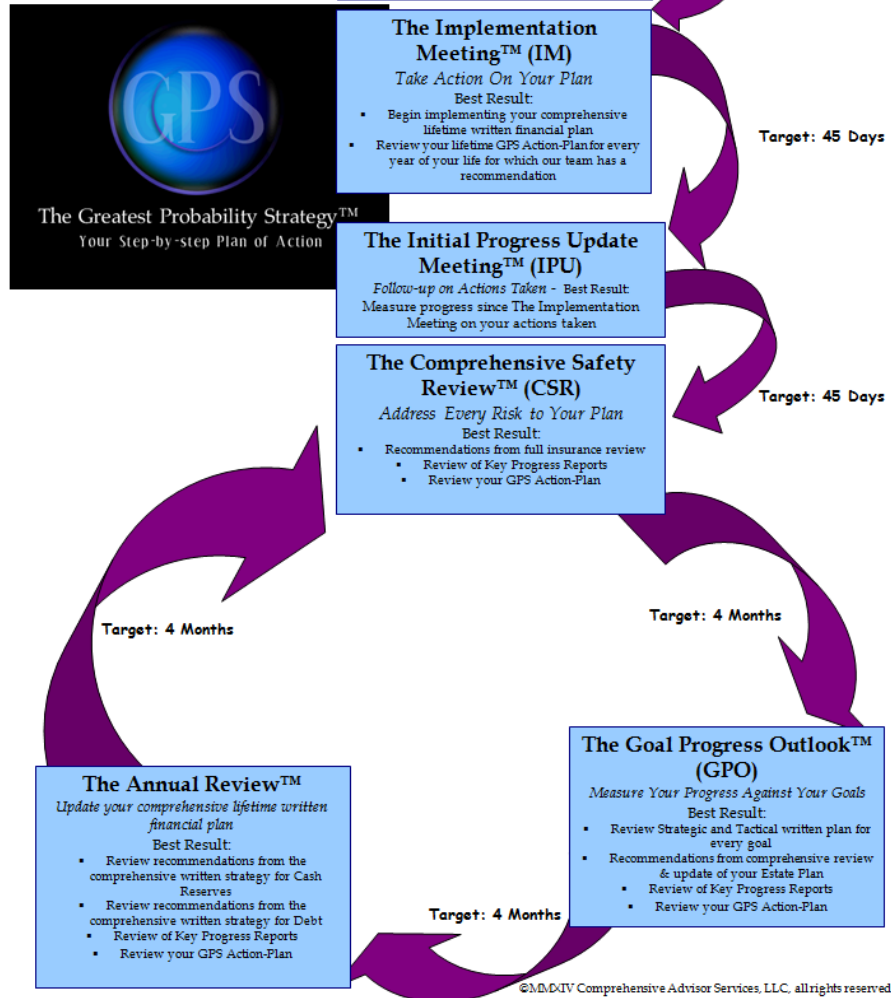 GPS
The Greatest Probability Strategy™
Your Step-by-step Plan of Action
The Implementation
Meeting™ (IM)
Take Action On Your Plan
Best Result:
▪ Begin implementing your comprehensive
lifetime written financial plan
▪ Review your lifetime GPS Action-Plan for every
year of your life for which our team has a
recommendation
Target: 45 Days
The Initial Progress Update
Meeting™ (IPU)
Follow-up on Actions Taken - Best Result:
Measure progress since The Implementation
Meeting on your actions taken
Target: 45 Days
The Comprehensive Safety
Review™ (CSR)
Address Every Risk to Your Plan
Best Result:
▪ Recommendations from full insurance review
▪ Review of Key Progress Reports
▪ Review your GPS Action-Plan
Target: 4 Months
The Goal Progress Outlook™
(GPO)
Measure Your Progress Against Your Goals
Best Result:
▪ Review Strategic and Tactical written plan for
every goal
▪ Recommendations from comprehensive review
& update of your Estate Plan
▪ Review of Key Progress Reports
▪ Review your GPS Action-Plan
Target: 4 Months
The Annual Review™
Update your comprehensive lifetime written
financial plan
Best Result:
▪ Review recommendations from the
comprehensive written strategy for Cash
Reserves
▪ Review recommendations from the
comprehensive written strategy for Debt
▪ Review of Key Progress Reports
▪ Review your GPS Action-Plan
Target: 4 Months
©MMXIV Comprehensive Advisor Services, LLC, all rights reserved